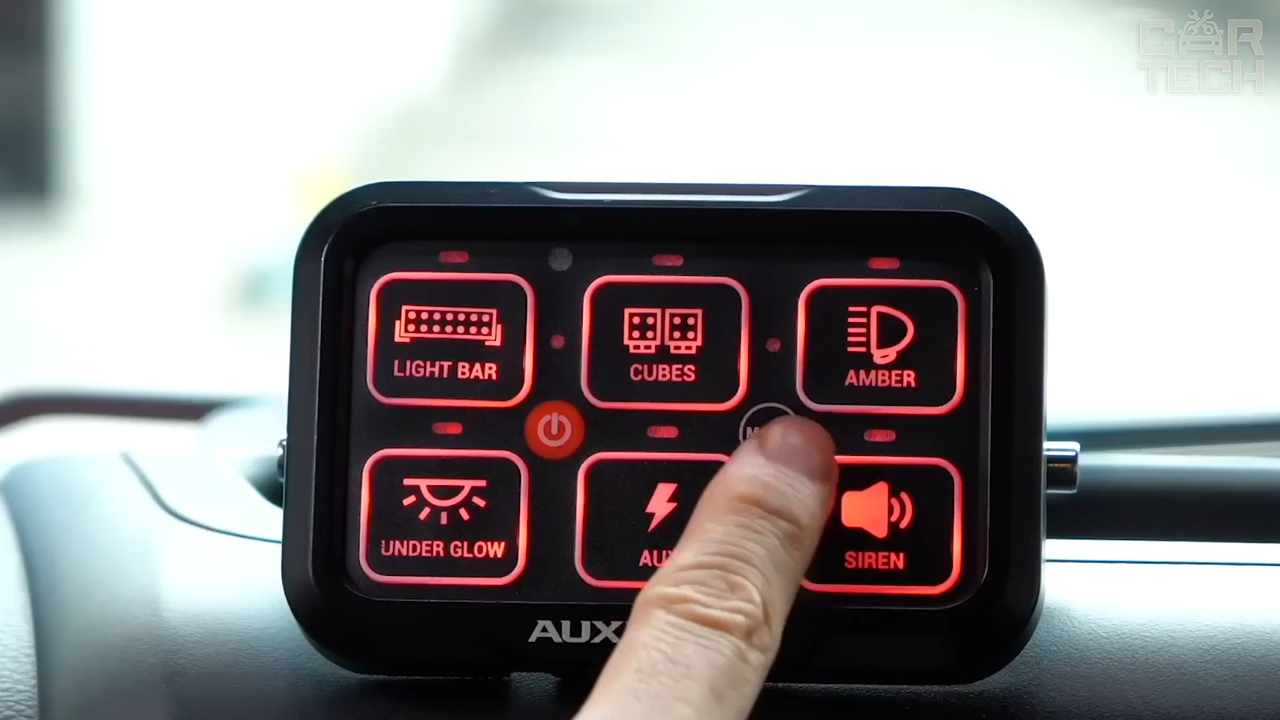 CAR
TECH
LIGHT BAR
CUBES
AMBER
UNDER GLOW
SIREN